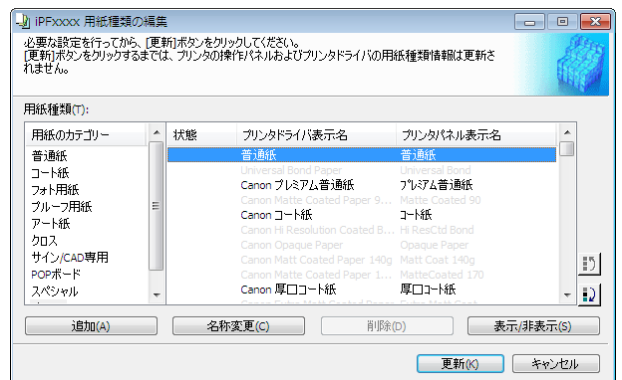 iPFxxxx 用紙種類の編集
必要な設定を行ってから、[更新]ボタンをクリックしてください。
[更新]ボタンをクリックするまでは、プリンタの操作パネルおよびプリンタドライバの用紙種類情報は更新さ
れません。
用紙種類(T):
用紙のカテゴリー
普通紙
コート紙
フォト用紙
プルーフ用紙
アート紙
クロス
サイン/CAD専用
POPボード
スペシャル
状態 プリンタドライバ表示名 プリンタパネル表示名
普通紙 普通紙
Universal Bond Paper Universal Bond
Canon プレミアム普通紙 プレミアム普通紙
Canon Matte Coated Paper 9... Matte Coated 90
Canon コート紙 コート紙
Canon Hi Resolution Coated B... Hi ResCtd Bond
Canon Opaque Paper Opaque Paper
Canon Matt Coated Paper 140g Matt Coat 140g
Canon Matte Coated Paper 1... MatteCoated 170
Canon 厚口コート紙 厚口コート紙
追加(A) 名称変更(C) 削除(D) 表示/非表示(S)
更新(K) キャンセル